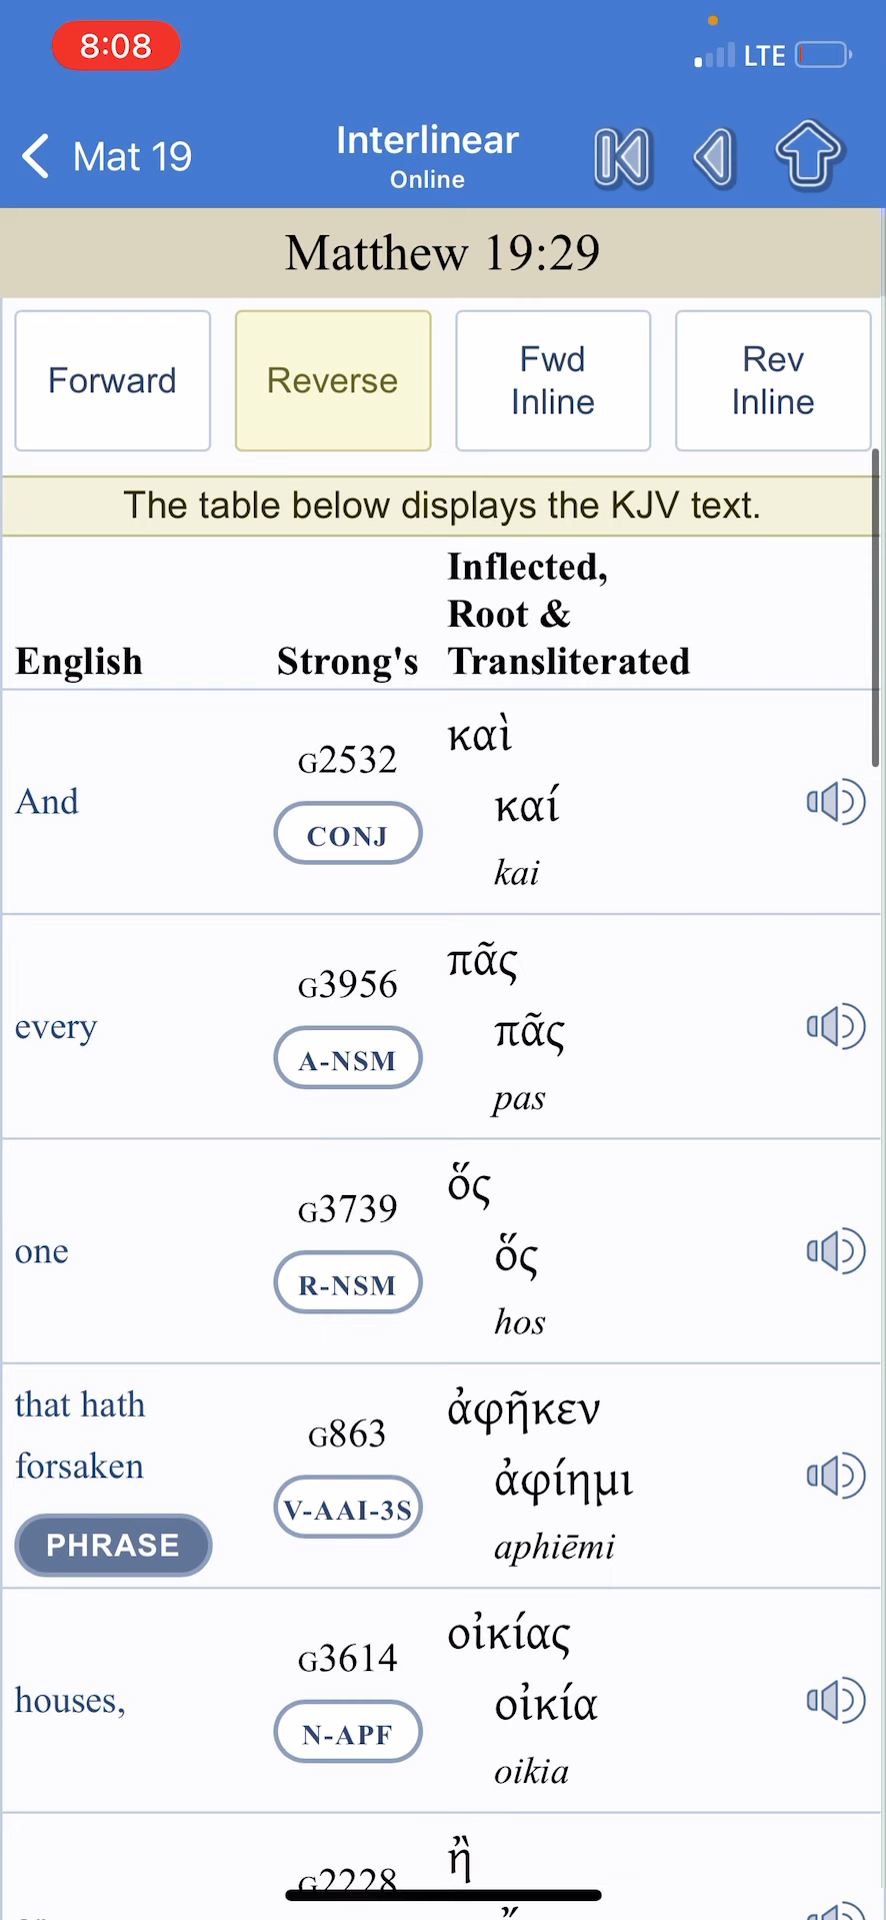 8:08
LTE
Mat 19
Interlinear
Online
Matthew 19:29
Forward
Reverse
Fwd
Inline
Rev
Inline
The table below displays the KJV text.
English
Strong's
Inflected,
Root &
Transliterated
And
G2532
CONJ
καὶ
καί
kai
every
G3956
A-NSM
πᾶς
πᾶς
pas
one
G3739
R-NSM
ὅς
ὅς
hos
that hath
forsaken
PHRASE
G863
V-AAI-3S
ἀφῆκεν
ἀφίημι
aphiēmi
houses,
G3614
N-APF
οἰκίας
οἰκία
oikia
G2228
ἢ